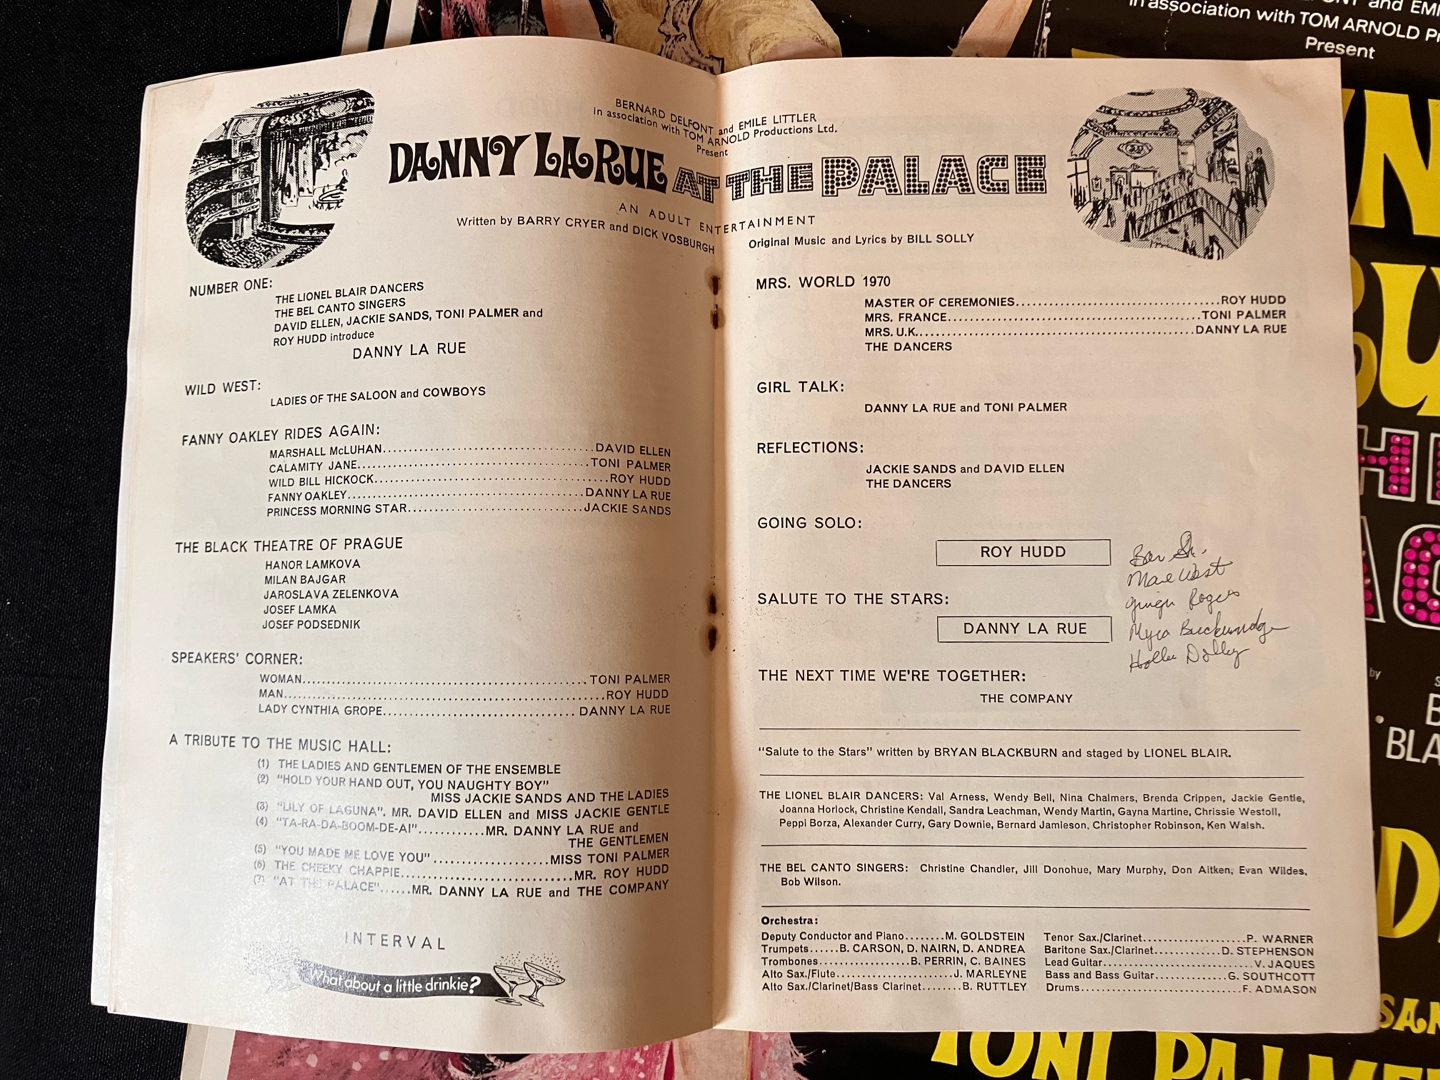 BERNARD DELFONT and EMILE LITTLER
in association with TOM ARNOLD Productions Ltd.
Present
DANNY LA RUE AT THE PALACE
AN ADULT ENTERTAINMENT
Written by BARRY CRYER and DICK VOSBURGH
Original Music and Lyrics by BILL SOLLY
NUMBER ONE:
THE LIONEL BLAIR DANCERS
THE BEL CANTO SINGERS
DAVID ELLEN, JACKIE SANDS, TONI PALMER and
ROY HUDD introduce
DANNY LA RUE
WILD WEST:
LADIES OF THE SALOON and COWBOYS
FANNY OAKLEY RIDES AGAIN:
MARSHALL McLUHAN........DAVID ELLEN
CALAMITY JANE........TONI PALMER
WILD BILL HICKOCK........ROY HUDD
FANNY OAKLEY........DANNY LA RUE
PRINCESS MORNING STAR........JACKIE SANDS
THE BLACK THEATRE OF PRAGUE
HANOR LAMKOVA
MILAN BAJGAR
JAROSLAVA ZELENKOVA
JOSEF LAMKA
JOSEF PODSEDNIK
SPEAKERS' CORNER:
WOMAN........TONI PALMER
MAN........ROY HUDD
LADY CYNTHIA GROPE........DANNY LA RUE
A TRIBUTE TO THE MUSIC HALL:
(1) THE LADIES AND GENTLEMEN OF THE ENSEMBLE
(2) "HOLD YOUR HAND OUT, YOU NAUGHTY BOY"
MISS JACKIE SANDS AND THE LADIES
(3) "LILY OF LAGUNA". MR. DAVID ELLEN and MISS JACKIE GENTLE
(4) "TA-RA-DA-BOOM-DE-AI"........MR. DANNY LA RUE and
THE GENTLEMEN
(5) "YOU MADE ME LOVE YOU"........MISS TONI PALMER
(6) THE CHEEKY CHAPPIE........MR. ROY HUDD
(7) "AT THE PALACE"......MR. DANNY LA RUE and THE COMPANY
INTERVAL
What about a little drinkie?
MRS. WORLD 1970
MASTER OF CEREMONIES........ROY HUDD
MRS. FRANCE........TONI PALMER
MRS. U.K.........DANNY LA RUE
THE DANCERS
GIRL TALK:
DANNY LA RUE and TONI PALMER
REFLECTIONS:
JACKIE SANDS and DAVID ELLEN
THE DANCERS
GOING SOLO:
ROY HUDD
Mae West
Ginger Rogers
SALUTE TO THE STARS:
DANNY LA RUE
Myra Buckunridge
Hello Dolly
THE NEXT TIME WE'RE TOGETHER:
THE COMPANY
"Salute to the Stars" written by BRYAN BLACKBURN and staged by LIONEL BLAIR.
THE LIONEL BLAIR DANCERS: Val Arness, Wendy Bell, Nina Chalmers, Brenda Crippen, Jackie Gentle,
Joanna Horlock, Christine Kendall, Sandra Leachman, Wendy Martin, Gayna Martine, Chrissie Westoll,
Peppi Borza, Alexander Curry, Gary Downie, Bernard Jamieson, Christopher Robinson, Ken Walsh.
THE BEL CANTO SINGERS: Christine Chandler, Jill Donohue, Mary Murphy, Don Aitken, Evan Wildes,
Bob Wilson.
Orchestra:
Deputy Conductor and Piano........M. GOLDSTEIN
Trumpets......B. CARSON, D. NAIRN, D. ANDREA
Trombones........B. PERRIN, C. BAINES
Alto Sax./Flute........J. MARLEYNE
Alto Sax./Clarinet/Bass Clarinet........B. RUTTLEY
Tenor Sax./Clarinet........P. WARNER
Baritone Sax./Clarinet........D. STEPHENSON
Lead Guitar........V. JAQUES
Bass and Bass Guitar........G. SOUTHCOTT
Drums........F. ADMASON
and EMI
in association with TOM ARNOLD P
Present
by
BLA
SAN
TONI PALME